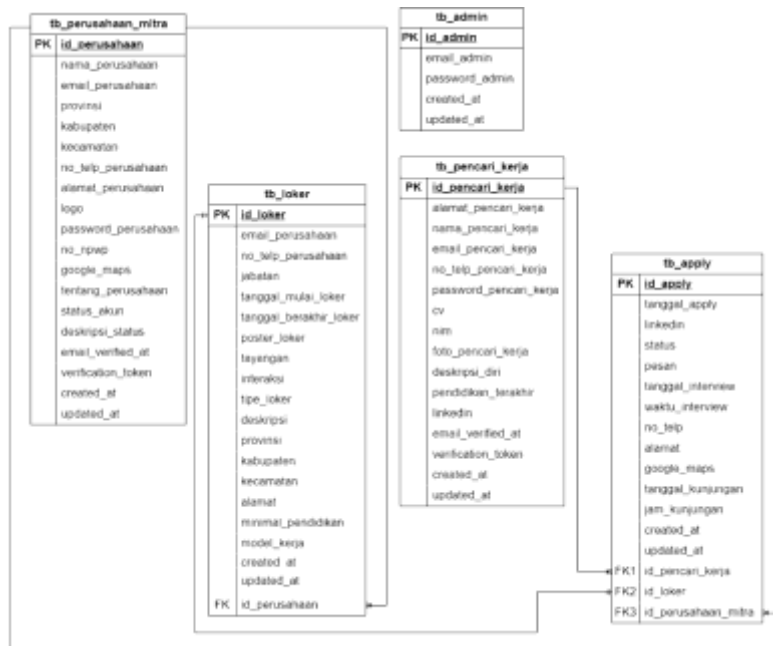 tb_perusahaan_mitra
PK id_perusahaan
nama_perusahaan
email_perusahaan
provinsi
kabupaten
kecamatan
no_telp_perusahaan
alamat_perusahaan
logo
password_perusahaan
no_npwp
google_maps
tentang_perusahaan
status_akun
deskripsi_status
email_verified_at
verification_token
created_at
updated_at
tb_loker
PK id_loker
email_perusahaan
no_telp_perusahaan
jabatan
tanggal_mulai_loker
tanggal_berakhir_loker
poster_loker
tayangan
interaksi
tipe_loker
deskripsi
provinsi
kabupaten
kecamatan
alamat
minimal_pendidikan
model_kerja
created_at
updated_at
FK id_perusahaan
tb_admin
PK id_admin
email_admin
password_admin
created_at
updated_at
tb_pencari_kerja
PK id_pencari_kerja
alamat_pencari_kerja
nama_pencari_kerja
email_pencari_kerja
no_telp_pencari_kerja
password_pencari_kerja
cv
nim
foto_pencari_kerja
deskripsi_diri
pendidikan_terakhir
linkedin
email_verified_at
verification_token
created_at
updated_at
tb_apply
PK id_apply
tanggal_apply
linkedin
status
pesan
tanggal_interview
waktu_interview
no_telp
alamat
google_maps
tanggal_kunjungan
jam_kunjungan
created_at
updated_at
FK1 id_pencari_kerja
FK2 id_loker
FK3 id_perusahaan_mitra